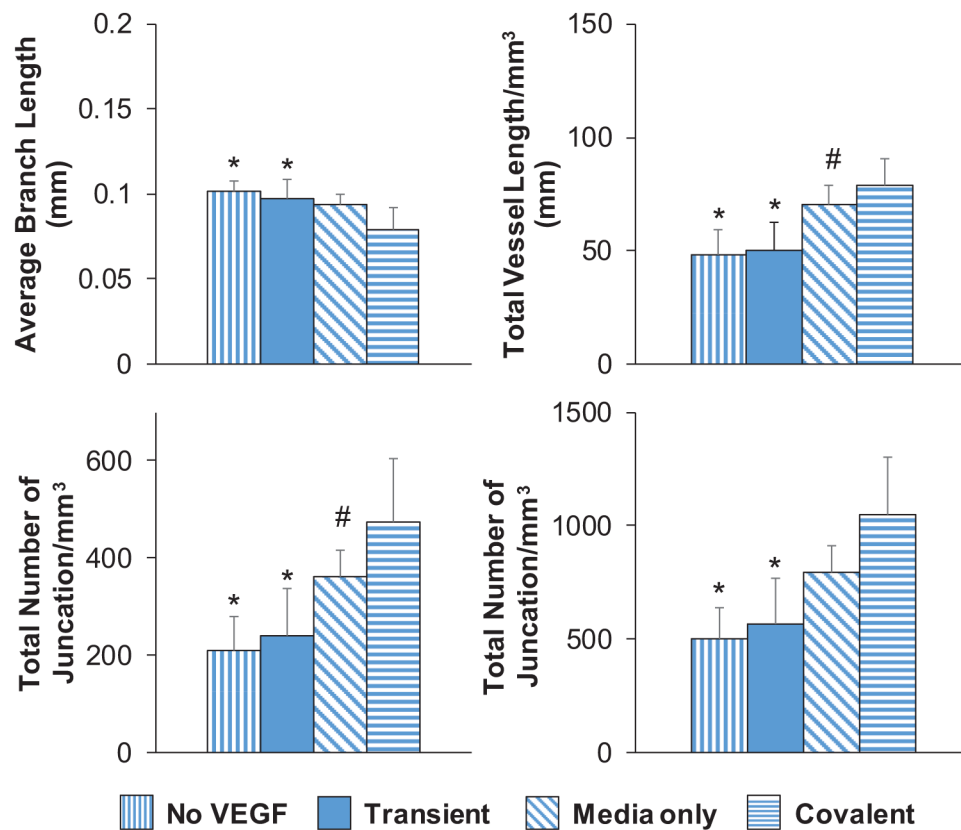 Average Branch Length
(mm)
0.2
0.15
0.1
0.05
0
*
*
Total Vessel Length/mm³
(mm)
150
100
50
0
*
*
#
Total Number of
Juncation/mm³
600
400
200
0
*
*
#
Total Number of
Juncation/mm³
1500
1000
500
0
*
*
No VEGF
Transient
Media only
Covalent